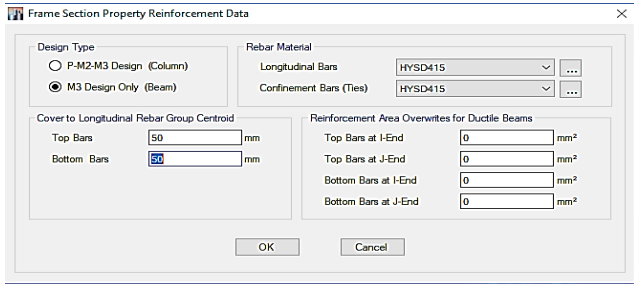 Frame Section Property Reinforcement Data
Design Type
P-M2-M3 Design (Column)
M3 Design Only (Beam)
Rebar Material
Longitudinal Bars HYSD415 ...
Confinement Bars (Ties) HYSD415 ...
Cover to Longitudinal Rebar Group Centroid
Top Bars 50 mm
Bottom Bars 50 mm
Reinforcement Area Overwrites for Ductile Beams
Top Bars at I-End 0 mm²
Top Bars at J-End 0 mm²
Bottom Bars at I-End 0 mm²
Bottom Bars at J-End 0 mm²
OK Cancel